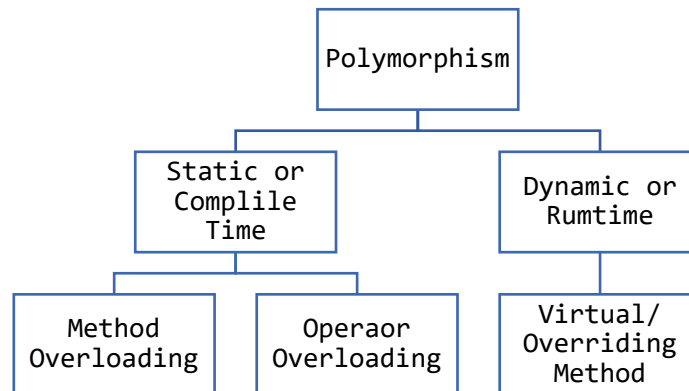 Polymorphism
Static or
Complile
Time
Dynamic or
Rumtime
Method
Overloading
Operaor
Overloading
Virtual/
Overriding
Method